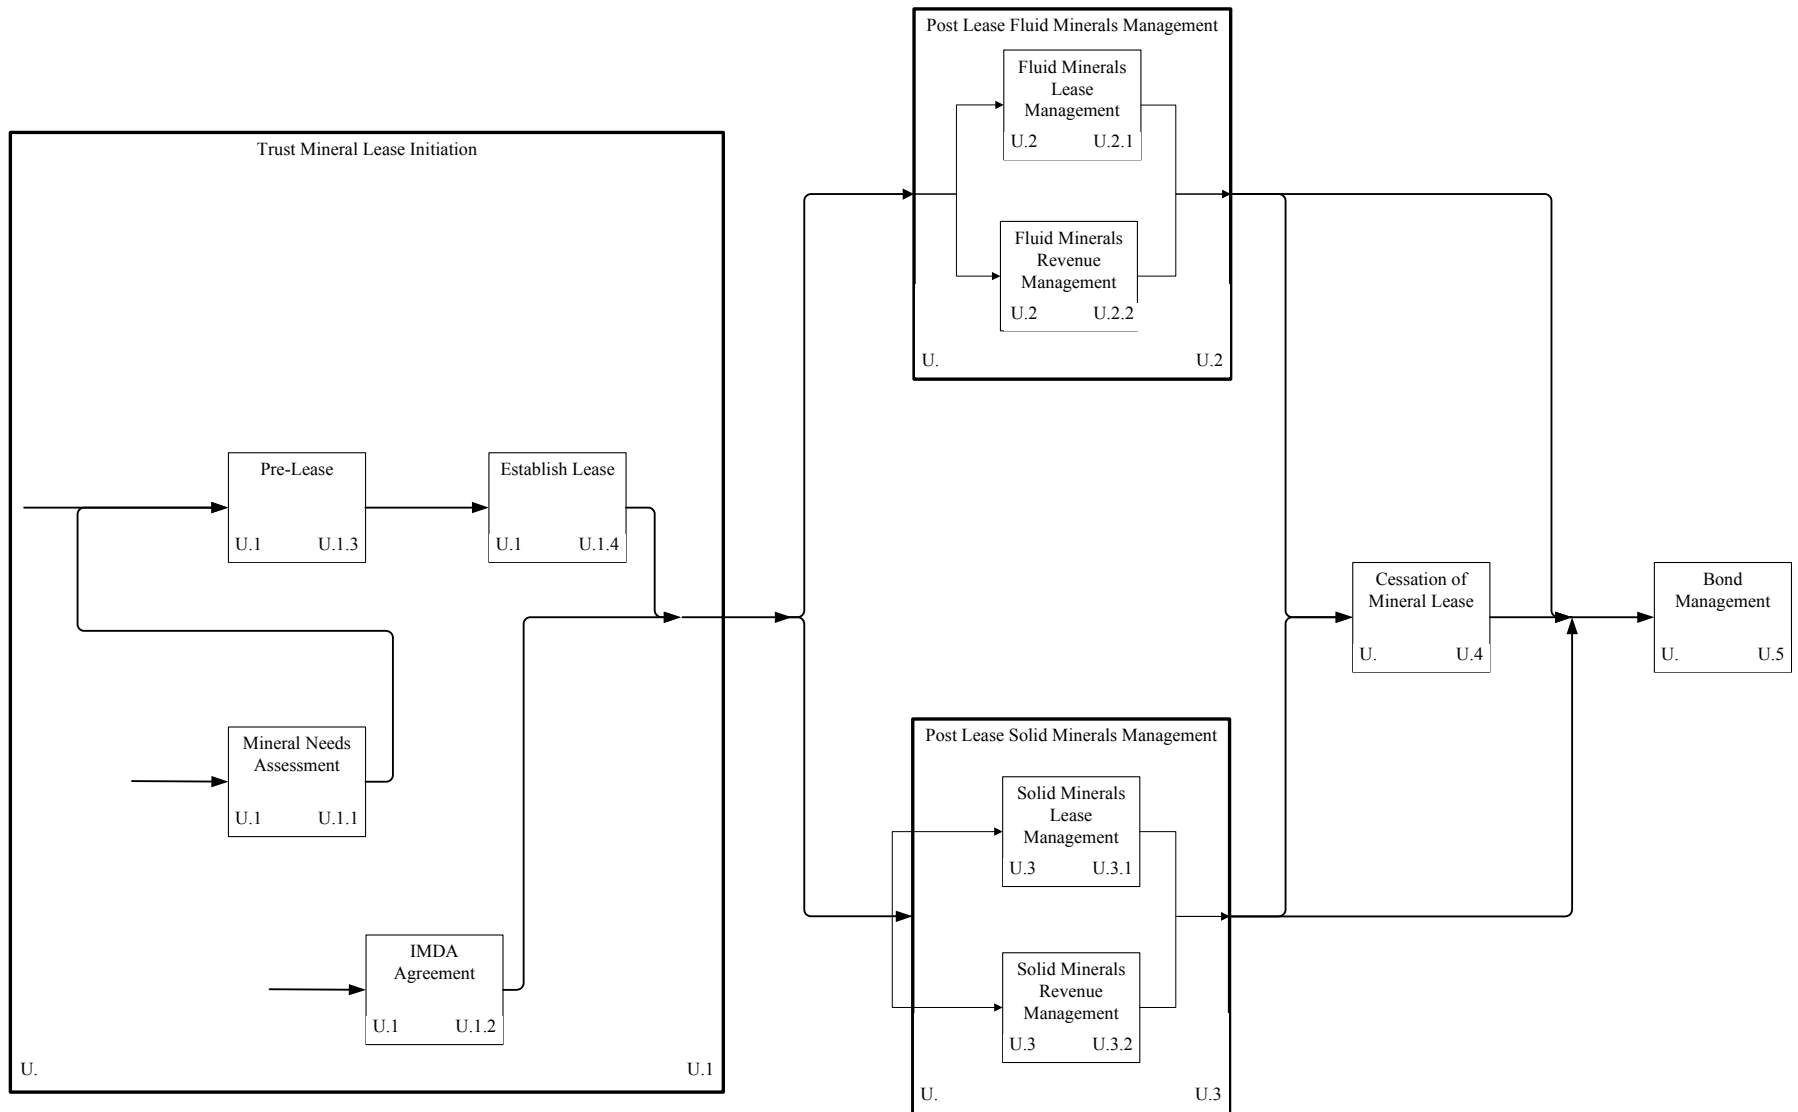 Trust Mineral Lease Initiation
Pre-Lease
U.1 U.1.3
Establish Lease
U.1 U.1.4
Mineral Needs
Assessment
U.1 U.1.1
IMDA
Agreement
U.1 U.1.2
U. U.1
Post Lease Fluid Minerals Management
Fluid Minerals
Lease
Management
U.2 U.2.1
Fluid Minerals
Revenue
Management
U.2 U.2.2
U. U.2
Post Lease Solid Minerals Management
Solid Minerals
Lease
Management
U.3 U.3.1
Solid Minerals
Revenue
Management
U.3 U.3.2
U. U.3
Cessation of
Mineral Lease
U. U.4
Bond
Management
U. U.5